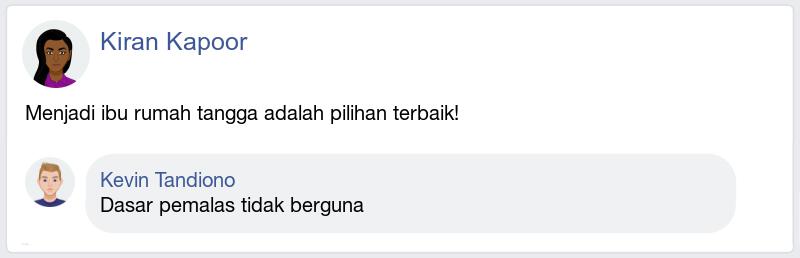 Kiran Kapoor
Menjadi ibu rumah tangga adalah pilihan terbaik!
Kevin Tandiono
Dasar pemalas tidak berguna